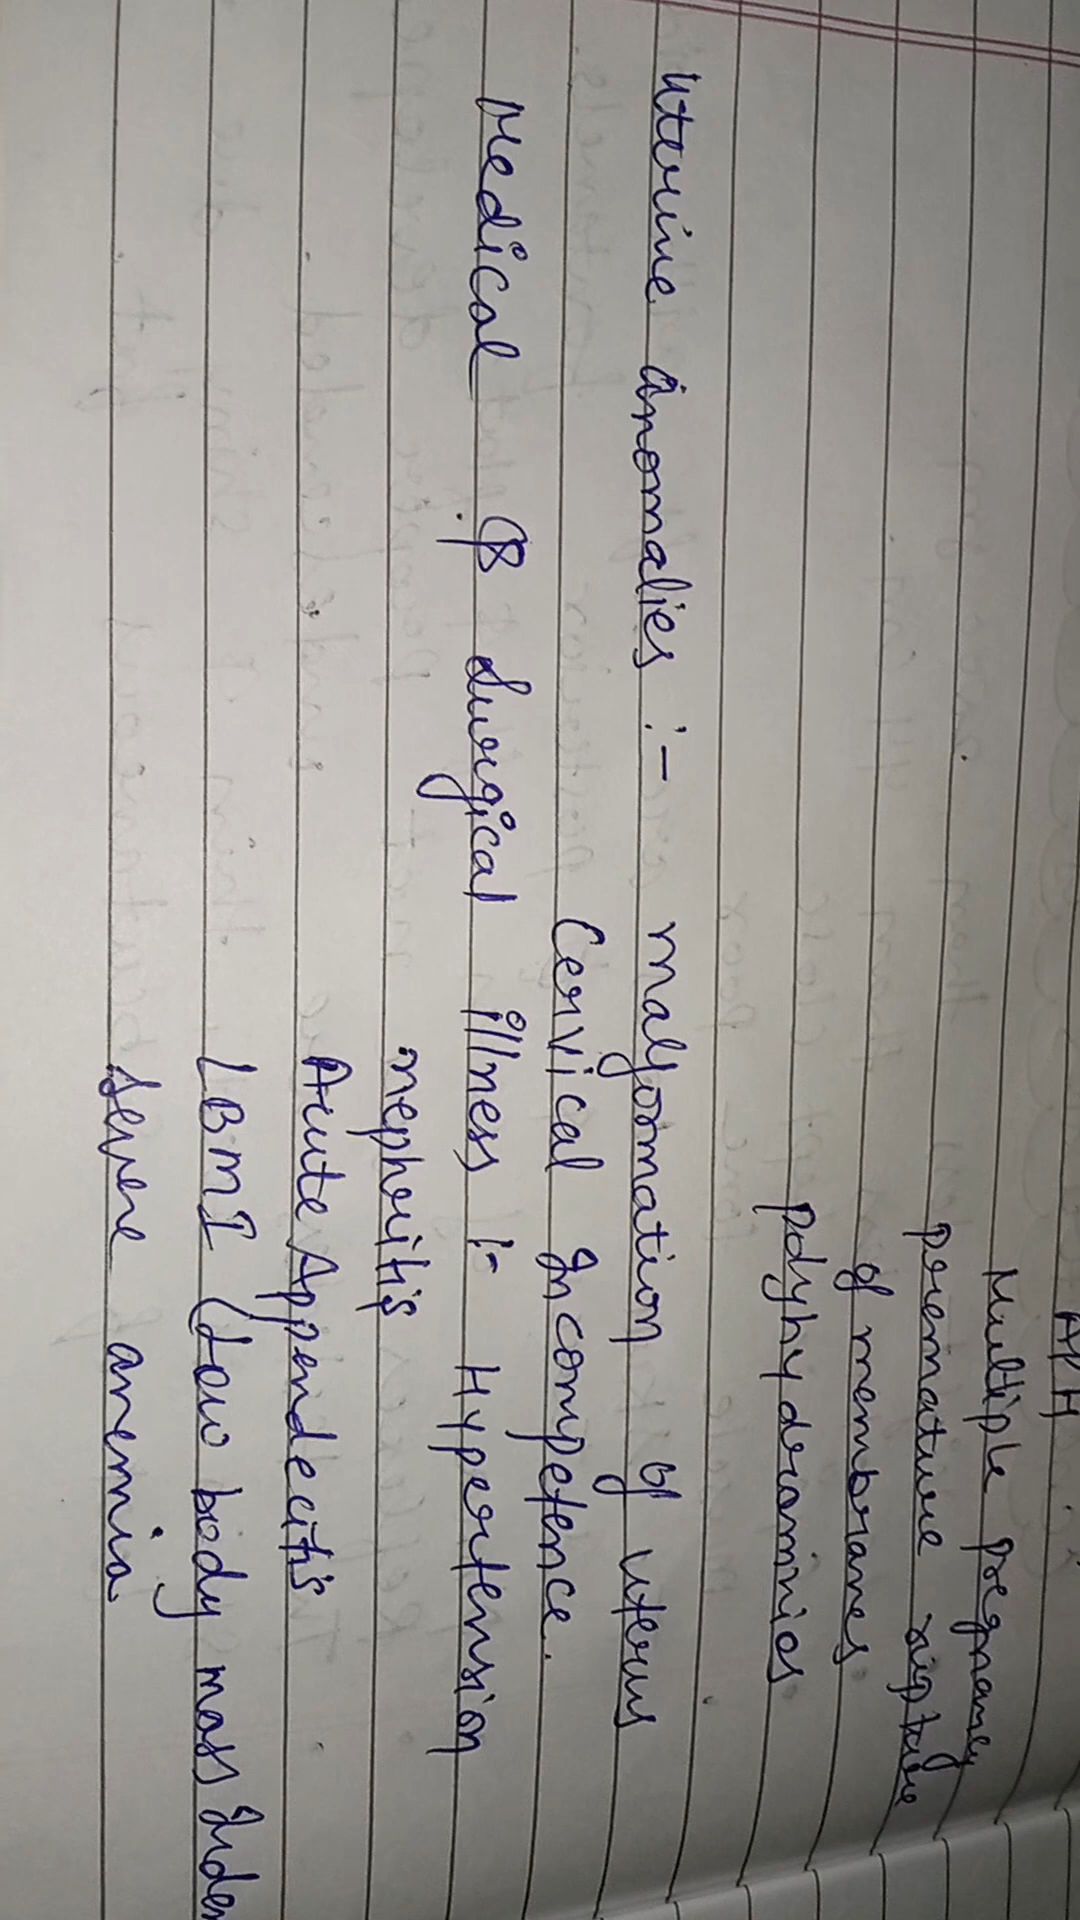 APH
Multiple pregnancy
premature rupture
of membranes
polyhydramnios
Uterine anomalies :- malformation of uterus
Cervical Incompetence.
Medical & Surgical illness :- Hypertension
nephritis
Acute Appendecitis
LBMI (Low body mass Index
Severe anemia